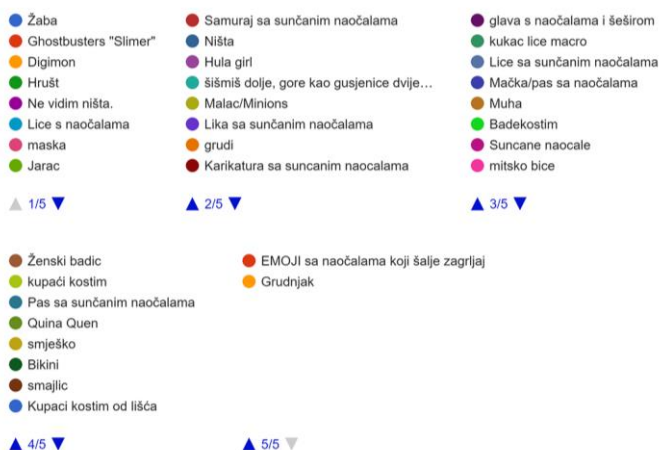 Žaba
Ghostbusters "Slimer"
Digimon
Hrušt
Ne vidim ništa.
Lice s naočalama
maska
Jarac
1/5
Samuraj sa sunčanim naočalama
Ništa
Hula girl
šišmiš dolje, gore kao gusjenice dvije...
Malac/Minions
Lika sa sunčanim naočalama
grudi
Karikatura sa suncanim naocalama
2/5
glava s naočalama i šeširom
kukac lice macro
Lice sa sunčanim naočalama
Mačka/pas sa naočalama
Muha
Badekostim
Suncane naocale
mitsko bice
3/5
Ženski badic
kupaći kostim
Pas sa sunčanim naočalama
Quina Quen
smješko
Bikini
smajlic
Kupaci kostim od lišća
4/5
EMOJI sa naočalama koji šalje zagrljaj
Grudnjak
5/5